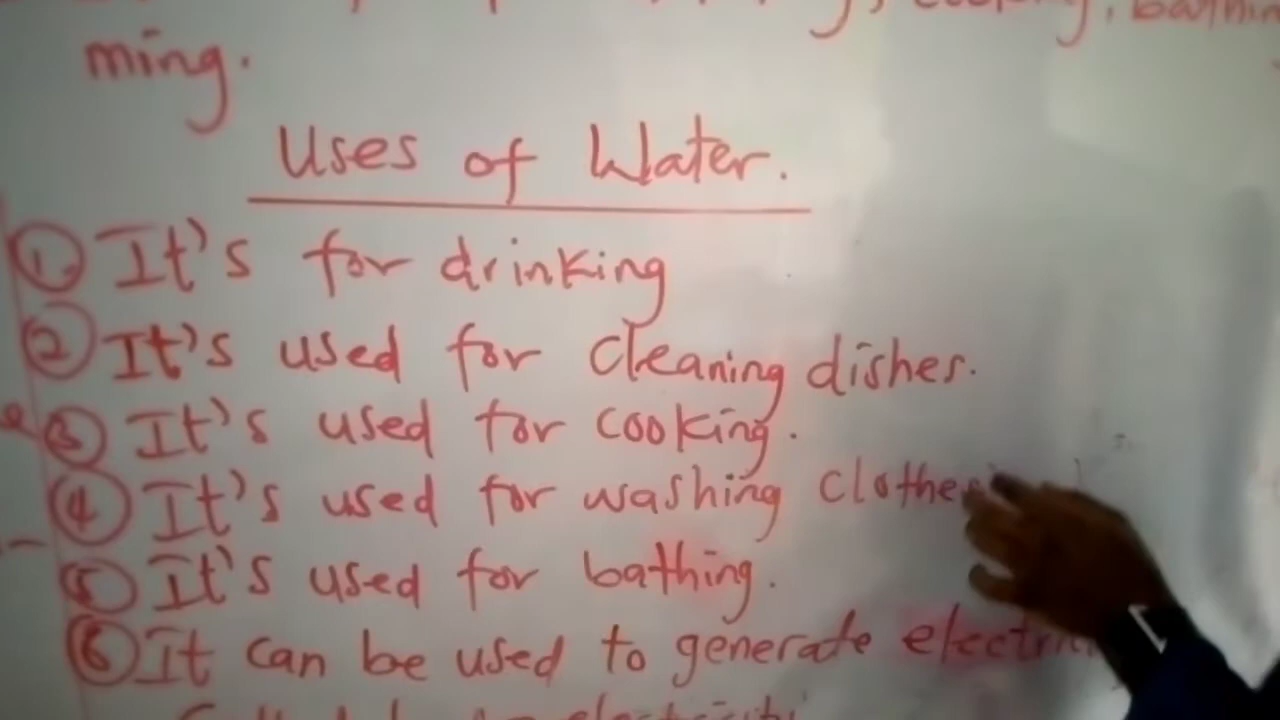 cooking, bathin
ming.
Uses of Water.
1. It's for drinking
2 It's used for cleaning dishes.
3 It's used for cooking.
4 It's used for washing clothes
5 It's used for bathing.
6 It can be used to generate electri